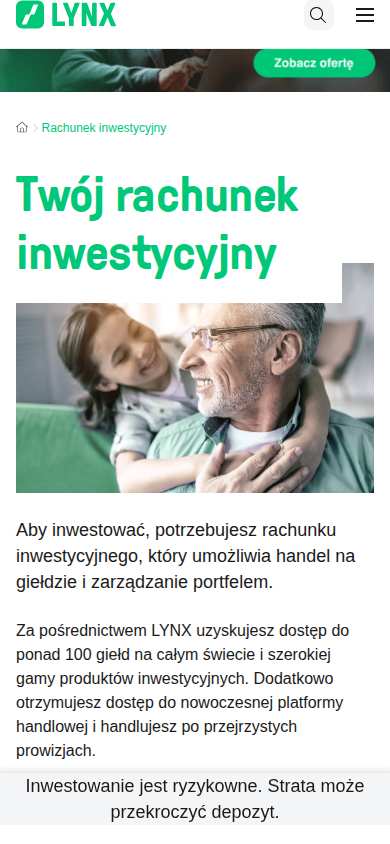 LYNX
Zobacz ofertę
Rachunek inwestycyjny
Twój rachunek
inwestycyjny
Aby inwestować, potrzebujesz rachunku
inwestycyjnego, który umożliwia handel na
giełdzie i zarządzanie portfelem.
Za pośrednictwem LYNX uzyskujesz dostęp do
ponad 100 giełd na całym świecie i szerokiej
gamy produktów inwestycyjnych. Dodatkowo
otrzymujesz dostęp do nowoczesnej platformy
handlowej i handlujesz po przejrzystych
prowizjach.
Inwestowanie jest ryzykowne. Strata może
przekroczyć depozyt.